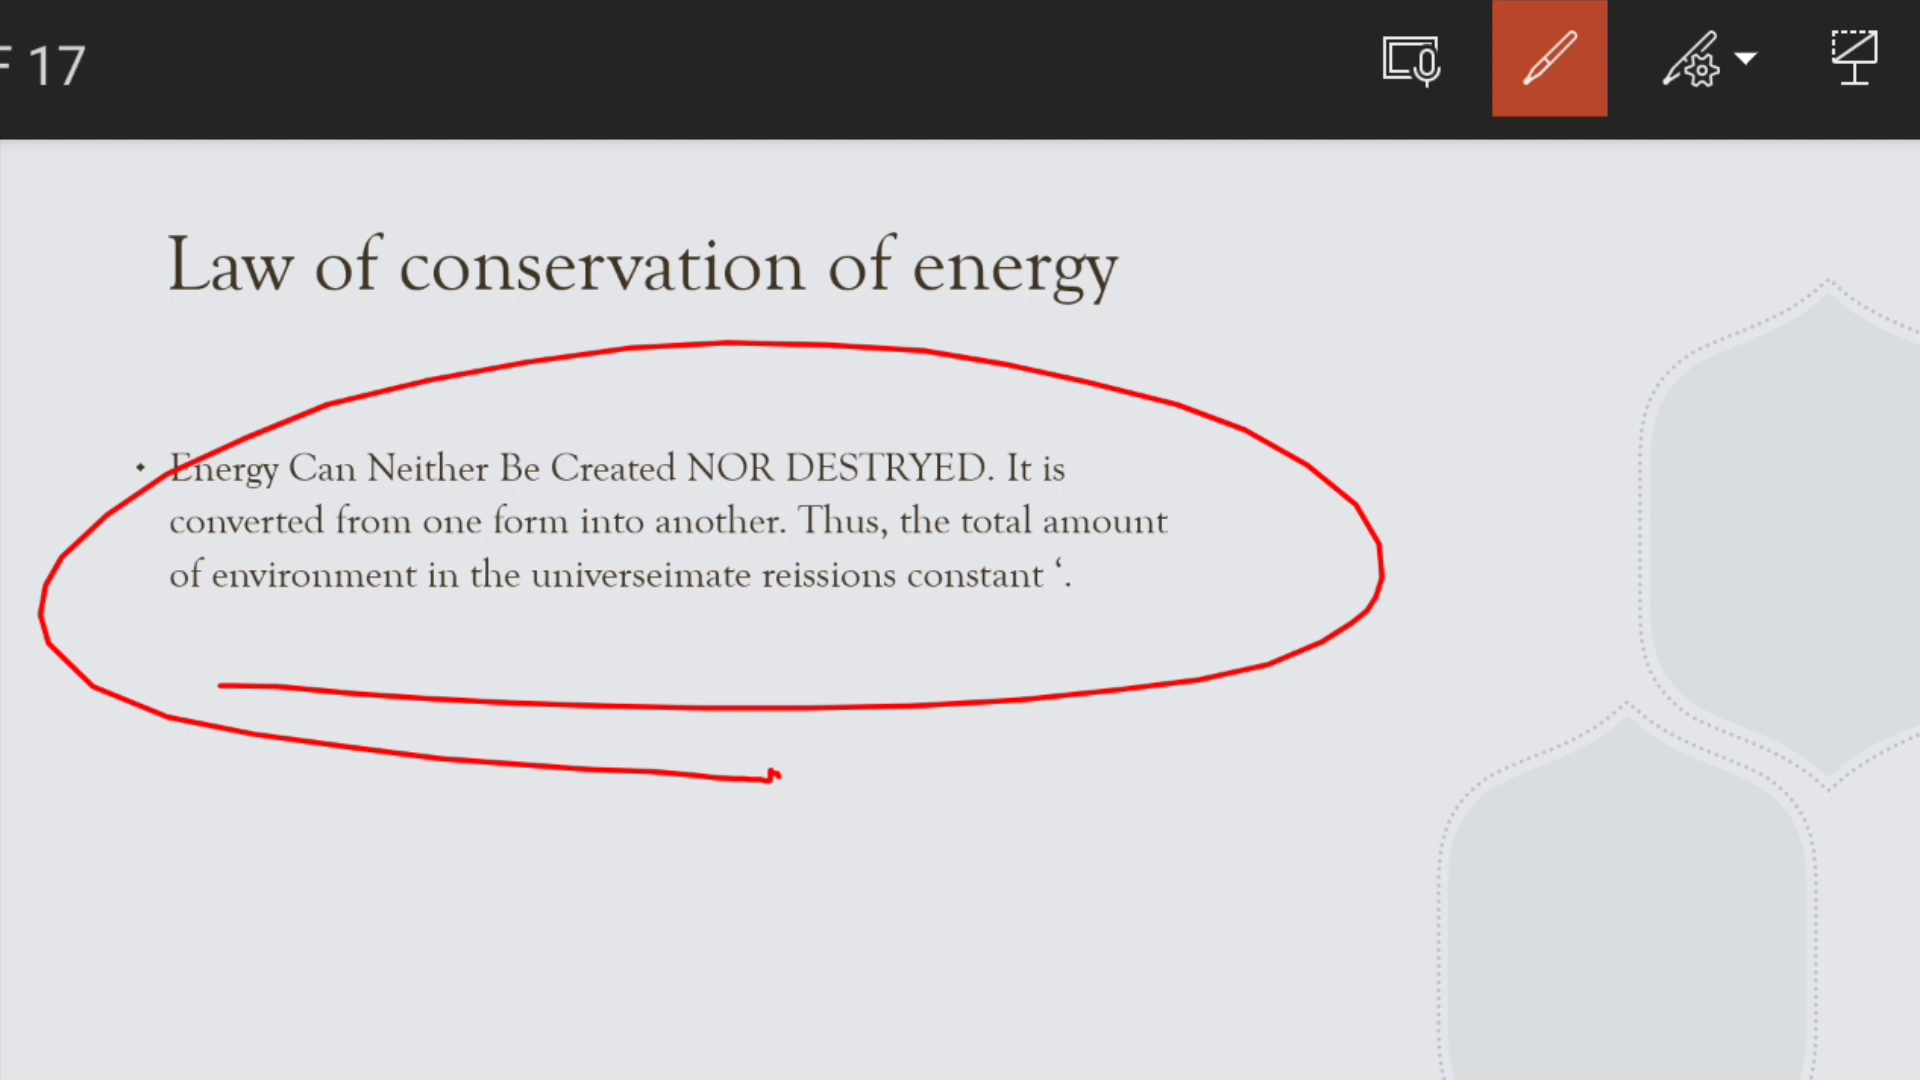 17
Law of conservation of energy
• Energy Can Neither Be Created NOR DESTRYED. It is
converted from one form into another. Thus, the total amount
of environment in the universeimate reissions constant ‘.